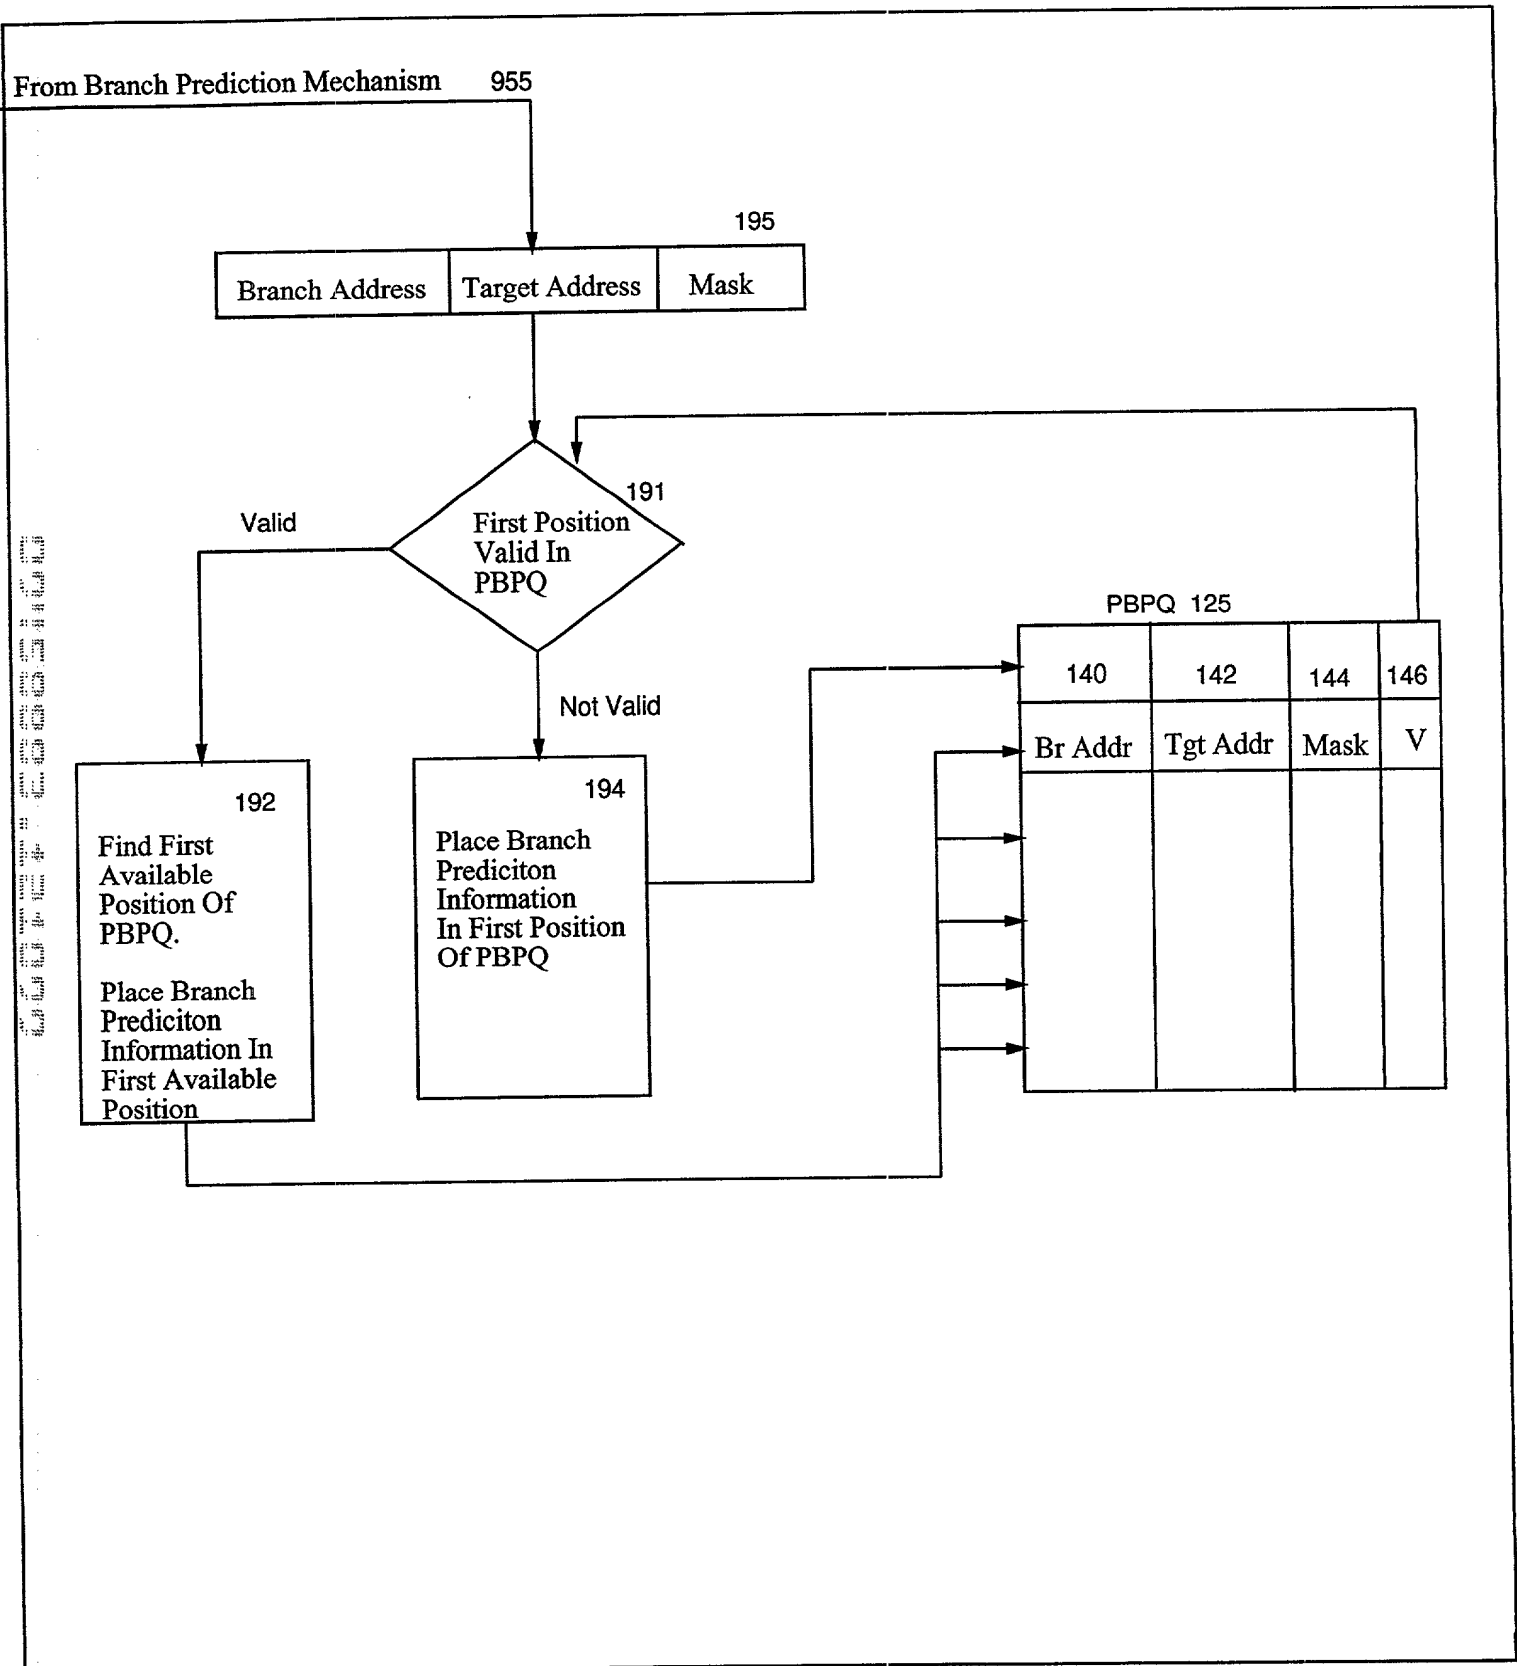 From Branch Prediction Mechanism 955
195
Branch Address Target Address Mask
191
First Position
Valid In
PBPQ
Valid
Not Valid
PBPQ 125
140 142 144 146
Br Addr Tgt Addr Mask V
192
Find First
Available
Position Of
PBPQ.
Place Branch
Prediciton
Information In
First Available
Position
194
Place Branch
Prediciton
Information
In First Position
Of PBPQ